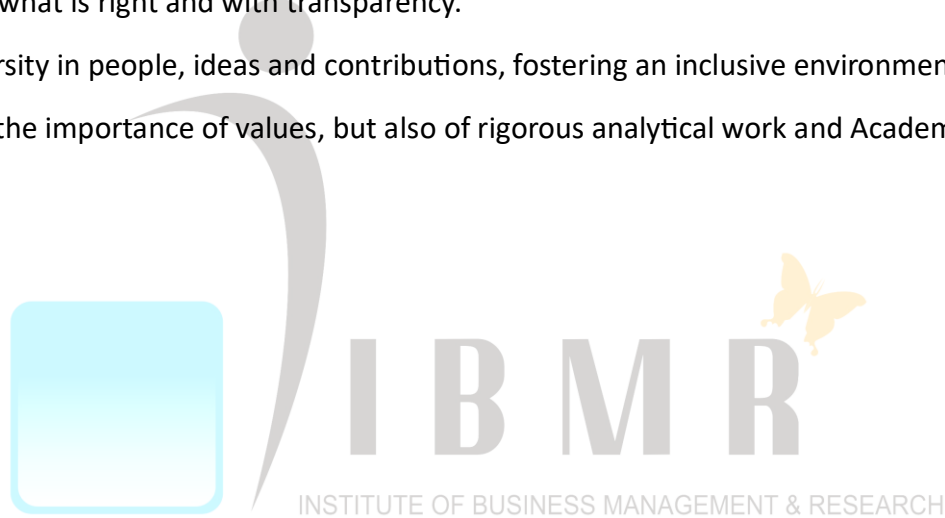 what is right and with transparency.
rsity in people, ideas and contributions, fostering an inclusive environmen
the importance of values, but also of rigorous analytical work and Academ
IBMR
INSTITUTE OF BUSINESS MANAGEMENT & RESEARCH